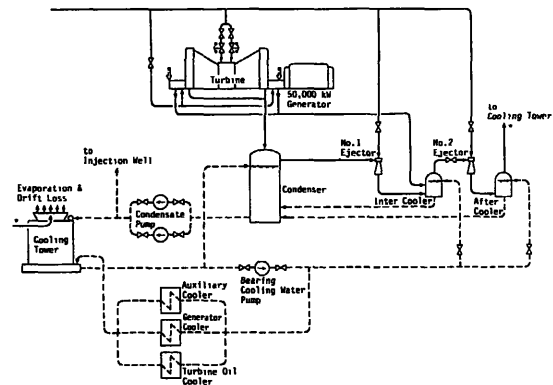 Turbine
50,000 kW
Generator
to
Cooling Tower
No.1
Ejector
No.2
Ejector
to
Injection Well
Condenser
Inter Cooler
After
Cooler
Evaporation &
Drift Loss
Condensate
Pump
Cooling
Tower
Bearing
Cooling Water
Pump
Auxiliary
Cooler
Generator
Cooler
Turbine Oil
Cooler